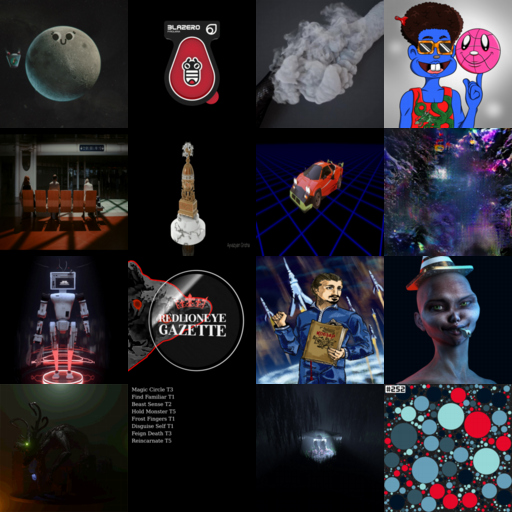 BLAZERO
REDLIONEYE
GAZETTE
Magic Circle T3
Find Familiar T1
Beast Sense T2
Hold Monster T5
Frost Fingers T1
Disguise Self T1
Feign Death T3
Reincarnate T5
#252